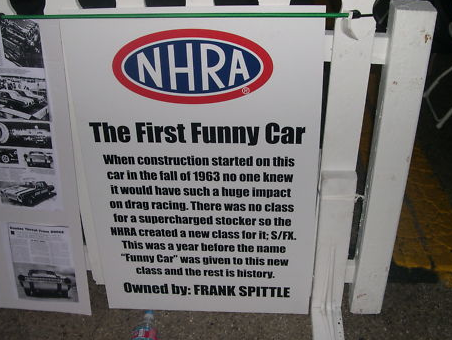 NHRA
®
The First Funny Car
When construction started on this
car in the fall of 1963 no one knew
it would have such a huge impact
on drag racing. There was no class
for a supercharged stocker so the
NHRA created a new class for it; S/FX.
This was a year before the name
"Funny Car" was given to this new
class and the rest is history.
Owned by: FRANK SPITTLE